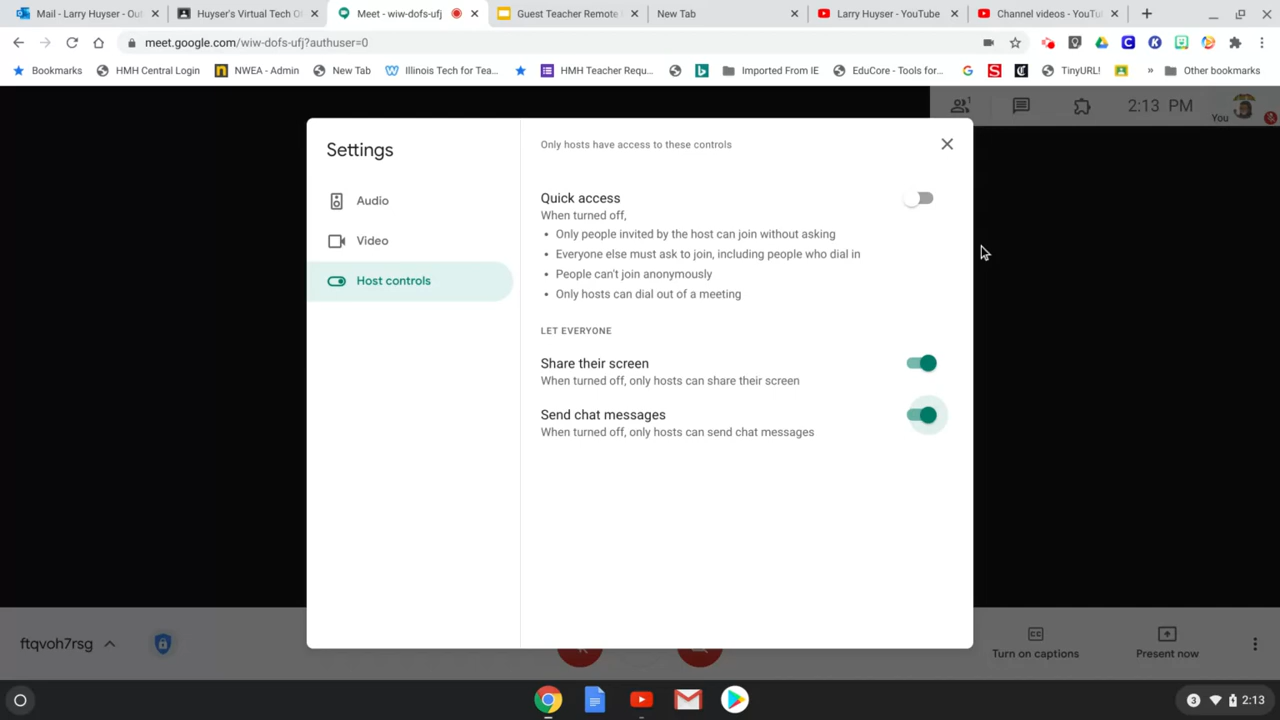 Mail - Larry Huyser - Out
Huyser's Virtual Tech O
Meet - wiw-dofs-ufj
Guest Teacher Remote
New Tab
Larry Huyser - YouTube
Channel videos - YouTu
meet.google.com/wiw-dofs-ufj?authuser=0
Bookmarks
HMH Central Login
NWEA - Admin
New Tab
Illinois Tech for Tea...
HMH Teacher Requ...
Imported From IE
EduCore - Tools for...
TinyURL!
»
Other bookmarks
1
2:13 PM
You
Settings
Only hosts have access to these controls
Audio
Video
Host controls
Quick access
When turned off,
• Only people invited by the host can join without asking
• Everyone else must ask to join, including people who dial in
• People can't join anonymously
• Only hosts can dial out of a meeting
LET EVERYONE
Share their screen
When turned off, only hosts can share their screen
Send chat messages
When turned off, only hosts can send chat messages
ftqvoh7rsg
CC
Turn on captions
Present now
3
2:13